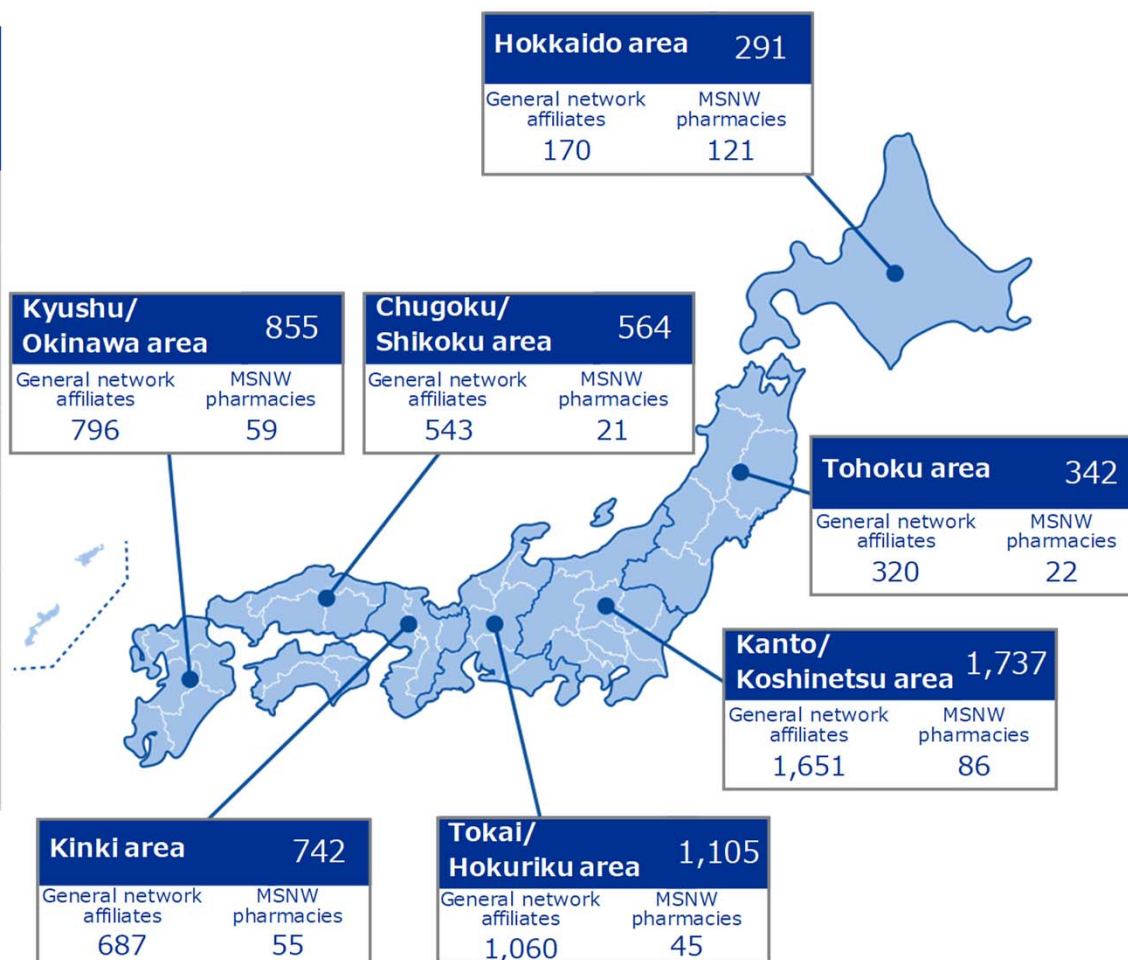 Hokkaido area 291
General network affiliates MSNW pharmacies
170 121
Kyushu/
Okinawa area 855
General network affiliates MSNW pharmacies
796 59
Chugoku/
Shikoku area 564
General network affiliates MSNW pharmacies
543 21
Tohoku area 342
General network affiliates MSNW pharmacies
320 22
Kanto/
Koshinetsu area 1,737
General network affiliates MSNW pharmacies
1,651 86
Kinki area 742
General network affiliates MSNW pharmacies
687 55
Tokai/
Hokuriku area 1,105
General network affiliates MSNW pharmacies
1,060 45